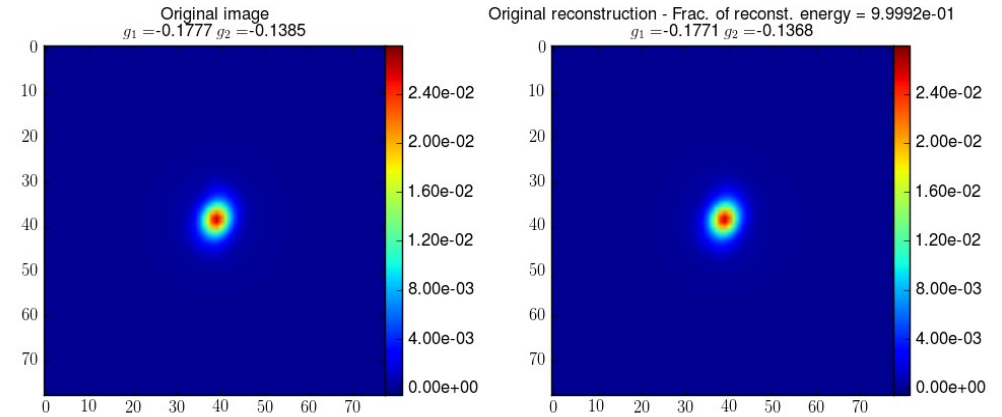 Original image
g₁ =-0.1777 g₂ =-0.1385
0
10
20
30
40
50
60
70
0 10 20 30 40 50 60 70
2.40e-02
2.00e-02
1.60e-02
1.20e-02
8.00e-03
4.00e-03
0.00e+00
Original reconstruction - Frac. of reconst. energy = 9.9992e-01
g₁ =-0.1771 g₂ =-0.1368
0
10
20
30
40
50
60
70
0 10 20 30 40 50 60 70
2.40e-02
2.00e-02
1.60e-02
1.20e-02
8.00e-03
4.00e-03
0.00e+00